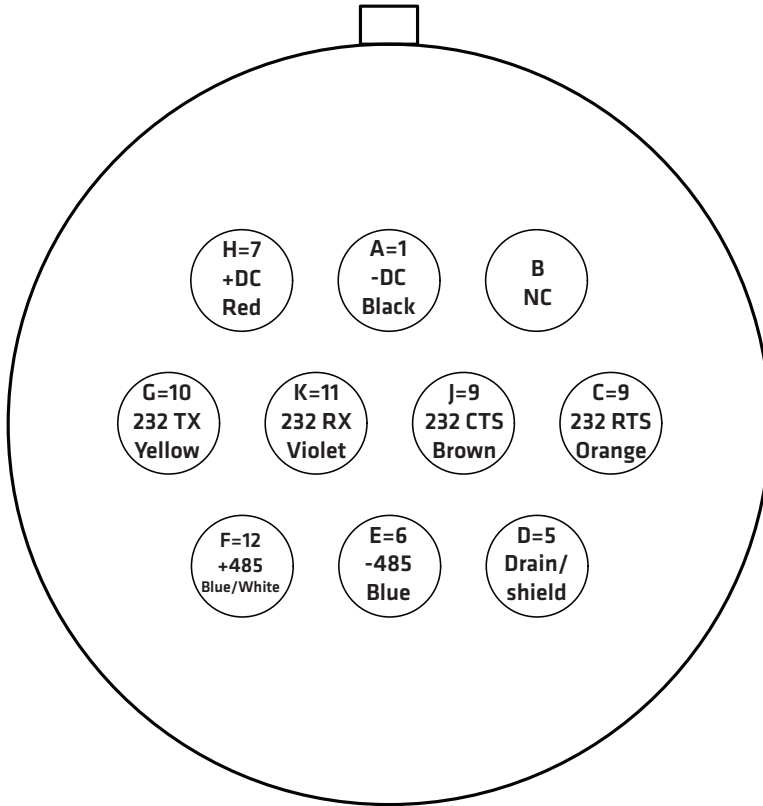 H=7
+DC
Red
A=1
-DC
Black
B
NC
G=10
232 TX
Yellow
K=11
232 RX
Violet
J=9
232 CTS
Brown
C=9
232 RTS
Orange
F=12
+485
Blue/White
E=6
-485
Blue
D=5
Drain/
shield